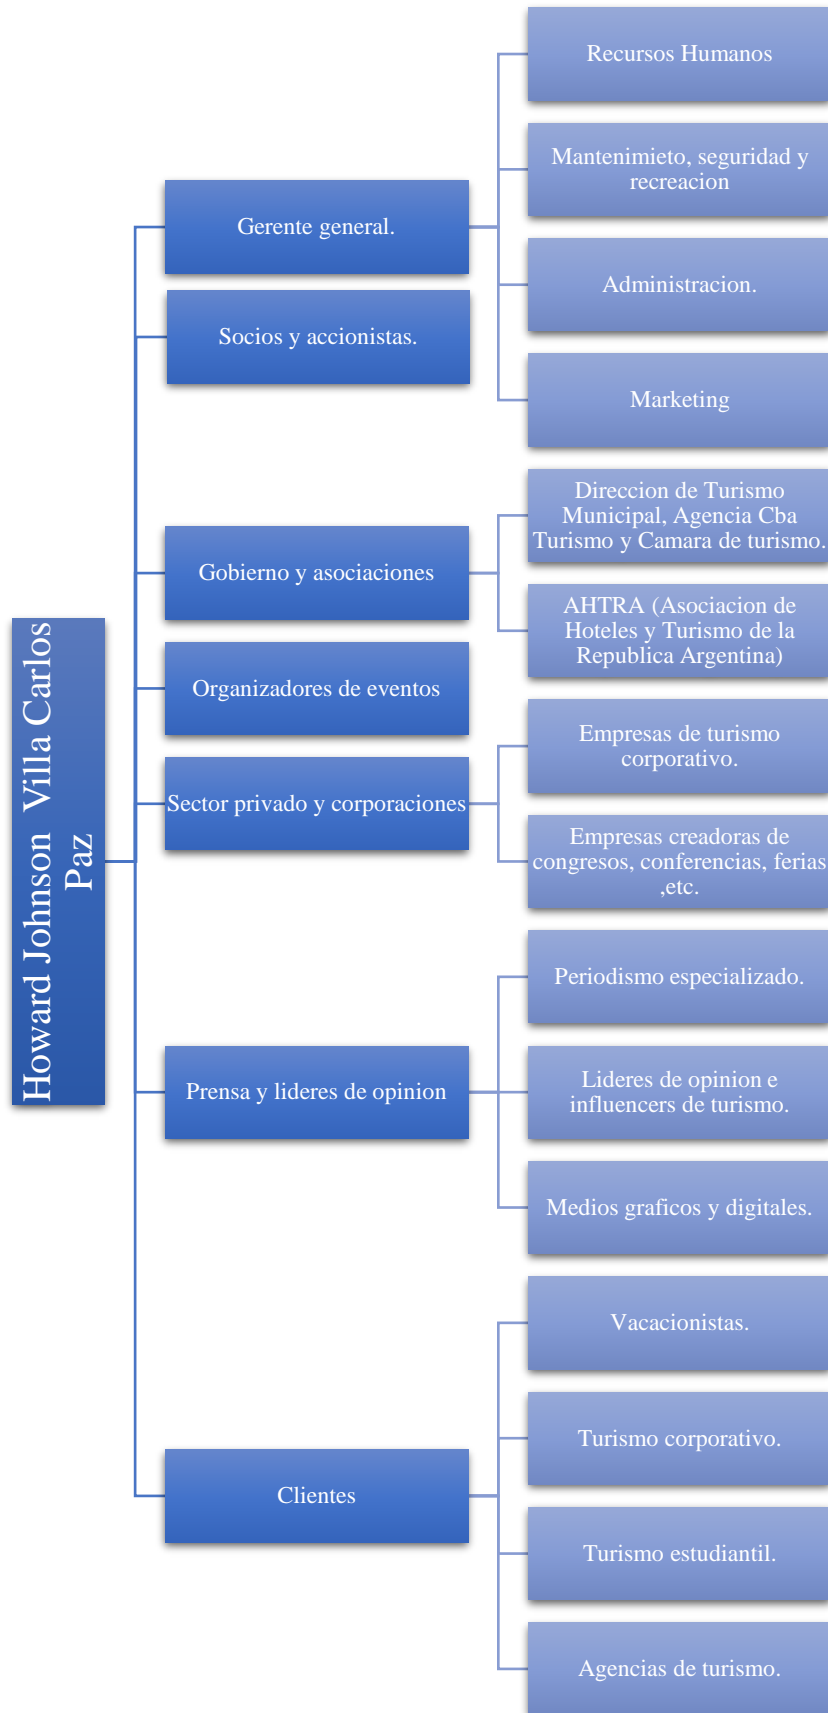 Howard Johnson  Villa Carlos
Paz
Gerente general.
Recursos Humanos
Mantenimieto, seguridad y
recreacion
Administracion.
Marketing
Socios y accionistas.
Gobierno y asociaciones
Direccion de Turismo
Municipal, Agencia Cba
Turismo y Camara de turismo.
AHTRA (Asociacion de
Hoteles y Turismo de la
Republica Argentina)
Organizadores de eventos
Sector privado y corporaciones
Empresas de turismo
corporativo.
Empresas creadoras de
congresos, conferencias, ferias
,etc.
Prensa y lideres de opinion
Periodismo especializado.
Lideres de opinion e
influencers de turismo.
Medios graficos y digitales.
Clientes
Vacacionistas.
Turismo corporativo.
Turismo estudiantil.
Agencias de turismo.